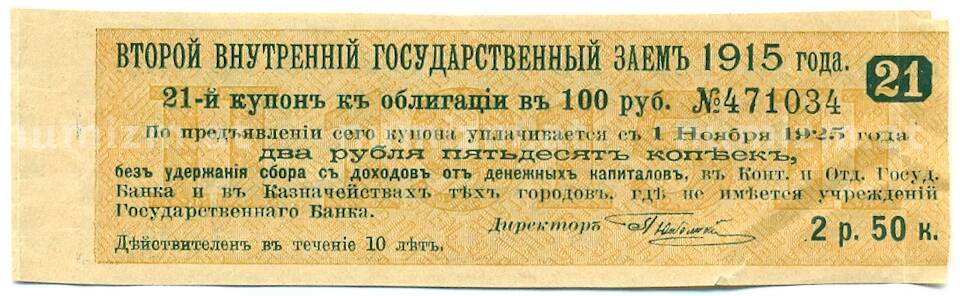 ВТОРОЙ ВНУТРЕННІЙ ГОСУДАРСТВЕННЫЙ ЗАЕМЪ 1915 года.
21
21-й купонъ къ облигаціи въ 100 руб. №471034
По предъявленіи сего купона уплачивается съ 1 Ноября 1925 года
два рубля пятьдесятъ копѣекъ,
безъ удержанія сбора съ доходовъ отъ денежныхъ капиталовъ, въ Конт. и Отд. Госуд.
Банка и въ Казначействахъ тѣхъ городовъ, гдѣ не имѣется учрежденій
Государственнаго Банка.
Директоръ
2 р. 50 к.
Дѣйствителенъ въ теченіе 10 лѣтъ.